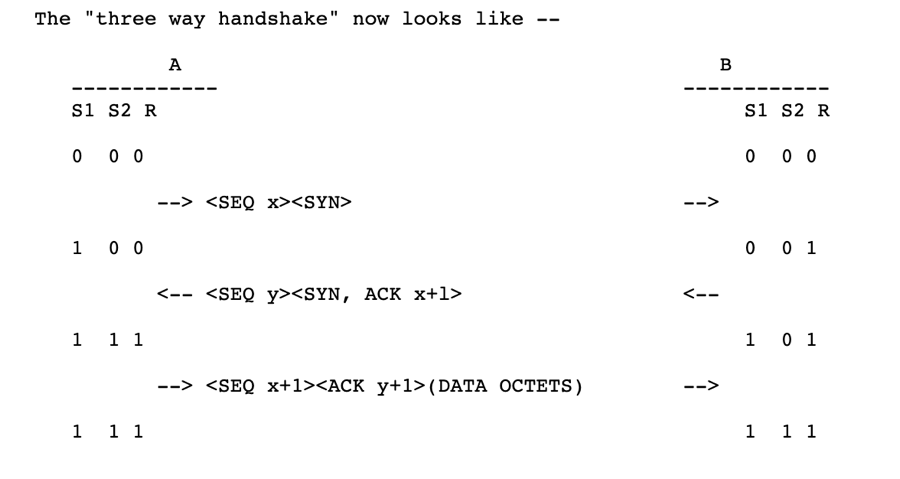 The "three way handshake" now looks like --
A B
------------ ------------
S1 S2 R S1 S2 R
0 0 0 0 0 0
--> <SEQ x><SYN> -->
1 0 0 0 0 1
<-- <SEQ y><SYN, ACK x+l> <--
1 1 1 1 0 1
--> <SEQ x+1><ACK y+1>(DATA OCTETS) -->
1 1 1 1 1 1